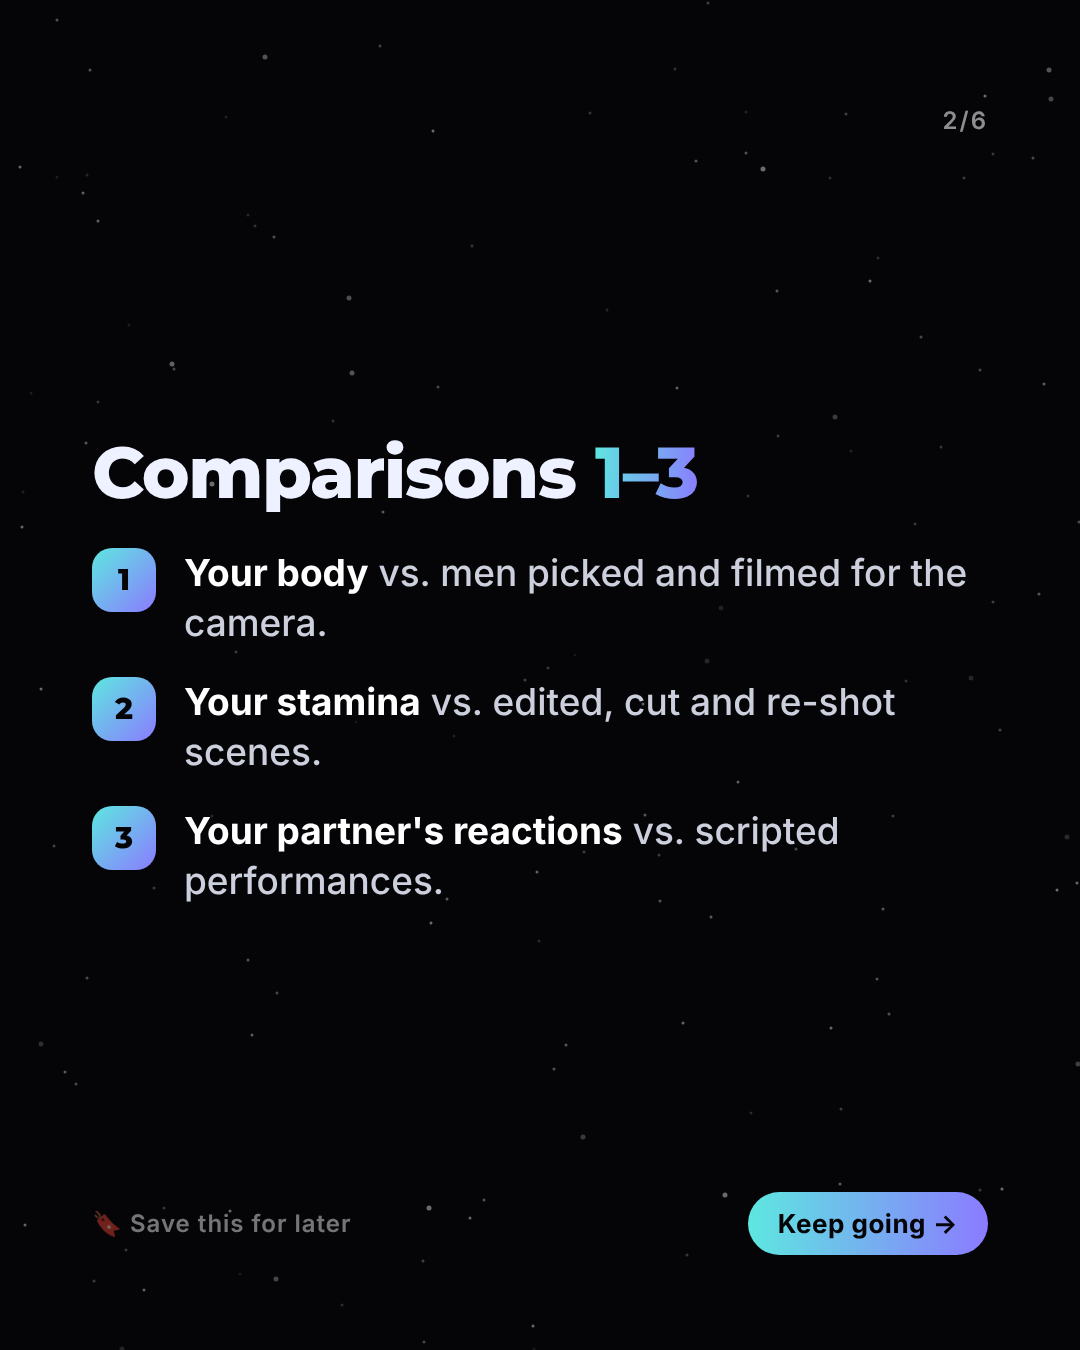 2/6
Comparisons 1–3
1
Your body vs. men picked and filmed for the
camera.
2
Your stamina vs. edited, cut and re-shot
scenes.
3
Your partner's reactions vs. scripted
performances.
🔖 Save this for later
Keep going →